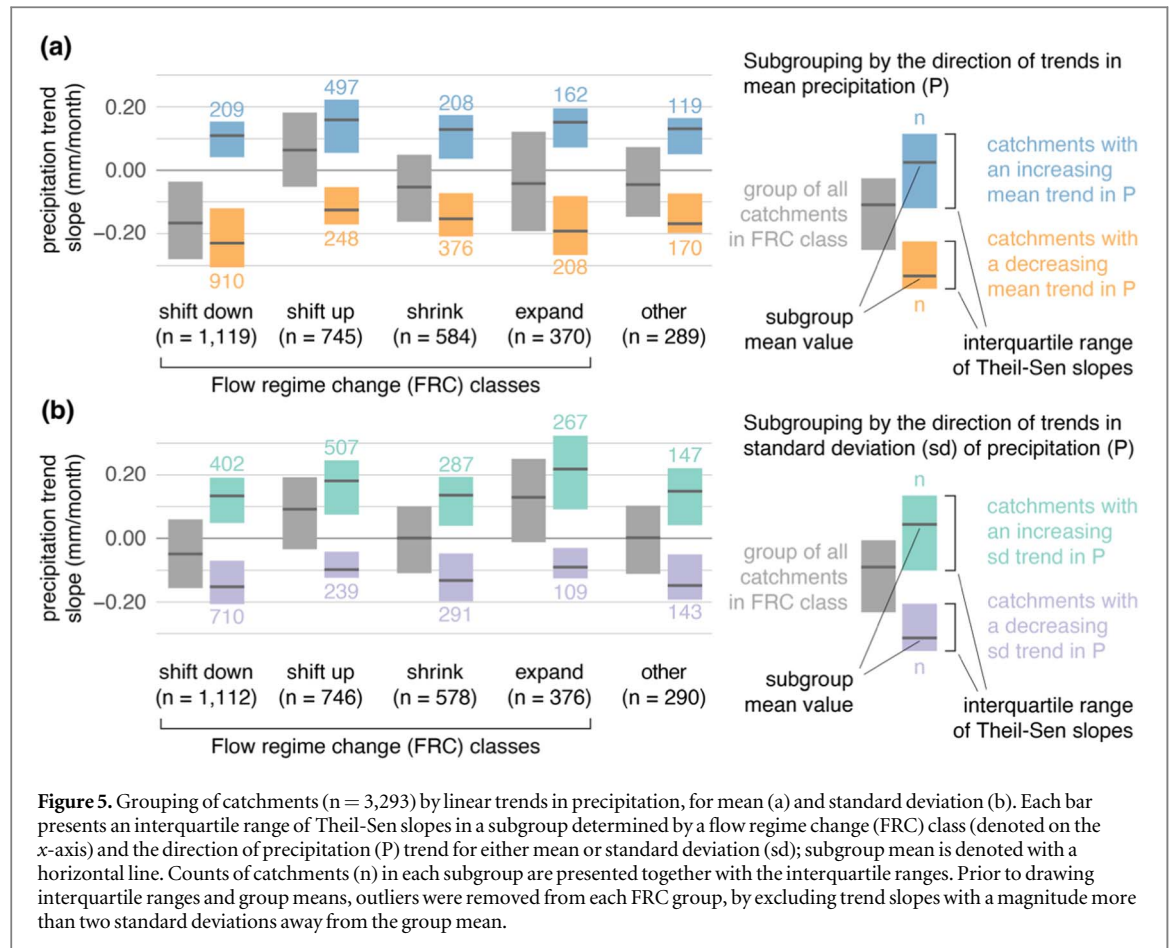 (a)
precipitation trend
slope (mm/month)
0.20
0.00
−0.20
209
497
208
162
119
910
248
376
208
170
shift down
(n = 1,119)
shift up
(n = 745)
shrink
(n = 584)
expand
(n = 370)
other
(n = 289)
Flow regime change (FRC) classes
Subgrouping by the direction of trends in
mean precipitation (P)
n
group of all
catchments
in FRC class
catchments with
an increasing
mean trend in P
catchments with
a decreasing
mean trend in P
n
subgroup
mean value
interquartile range
of Theil-Sen slopes
(b)
precipitation trend
slope (mm/month)
0.20
0.00
−0.20
402
507
287
267
147
710
239
291
109
143
shift down
(n = 1,112)
shift up
(n = 746)
shrink
(n = 578)
expand
(n = 376)
other
(n = 290)
Flow regime change (FRC) classes
Subgrouping by the direction of trends in
standard deviation (sd) of precipitation (P)
n
group of all
catchments
in FRC class
catchments with
an increasing
sd trend in P
catchments with
a decreasing
sd trend in P
n
subgroup
mean value
interquartile range
of Theil-Sen slopes
Figure 5. Grouping of catchments (n = 3,293) by linear trends in precipitation, for mean (a) and standard deviation (b). Each bar
presents an interquartile range of Theil-Sen slopes in a subgroup determined by a flow regime change (FRC) class (denoted on the
x-axis) and the direction of precipitation (P) trend for either mean or standard deviation (sd); subgroup mean is denoted with a
horizontal line. Counts of catchments (n) in each subgroup are presented together with the interquartile ranges. Prior to drawing
interquartile ranges and group means, outliers were removed from each FRC group, by excluding trend slopes with a magnitude more
than two standard deviations away from the group mean.